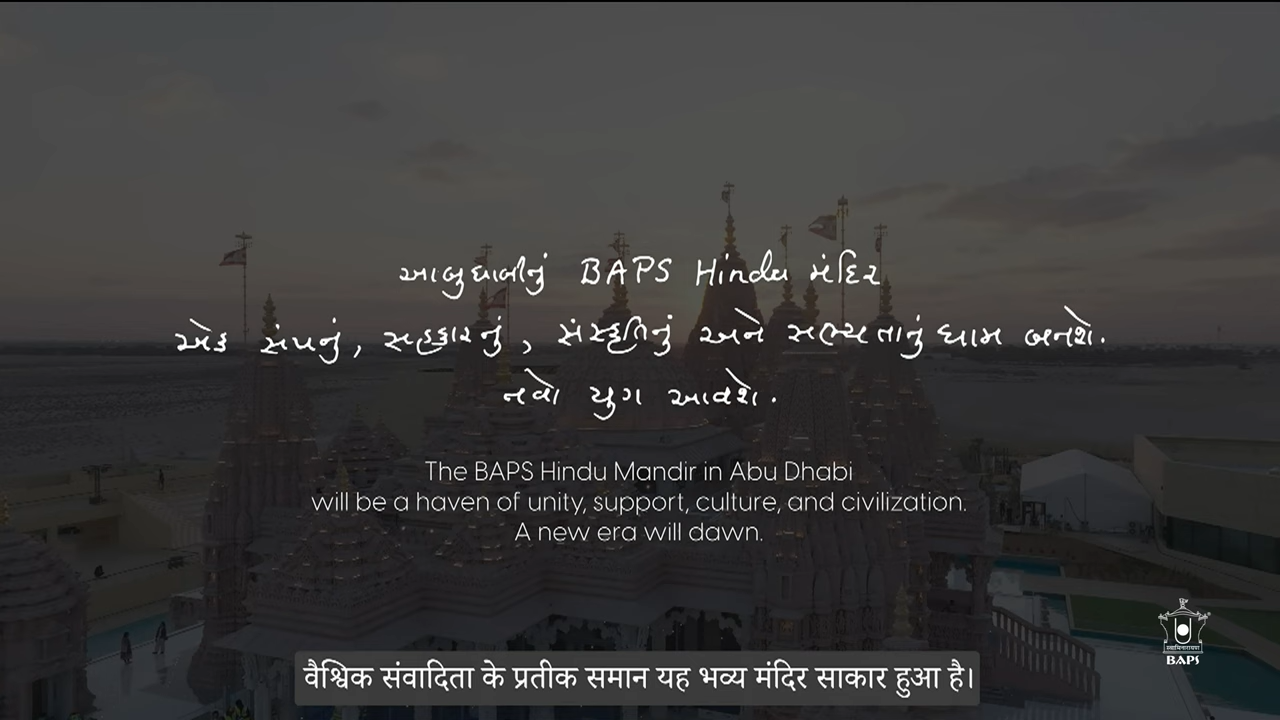 આબુધાબીનું BAPS Hindu મંદિર
એક સંપનું, સહકારનું, સંસ્કૃતિનું અને સભ્યતાનું ધામ બનશે.
નવો યુગ આવશે.
The BAPS Hindu Mandir in Abu Dhabi
will be a haven of unity, support, culture, and civilization.
A new era will dawn.
स्वामिनारायण
BAPS
वैश्विक संवादिता के प्रतीक समान यह भव्य मंदिर साकार हुआ है।